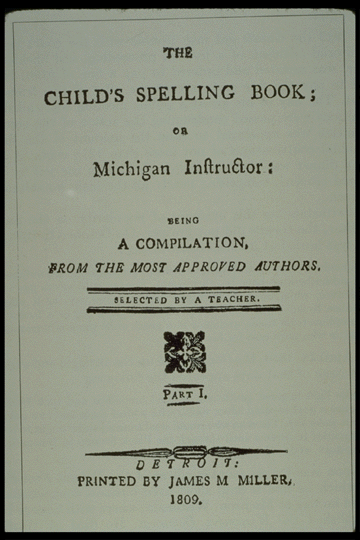 THE
CHILD'S SPELLING BOOK;
OR
Michigan Inſtructor:
BEING
A COMPILATION,
FROM THE MOST APPROVED AUTHORS.
SELECTED BY A TEACHER.
PART I.
DETROIT:
PRINTED BY JAMES M MILLER,
1809.